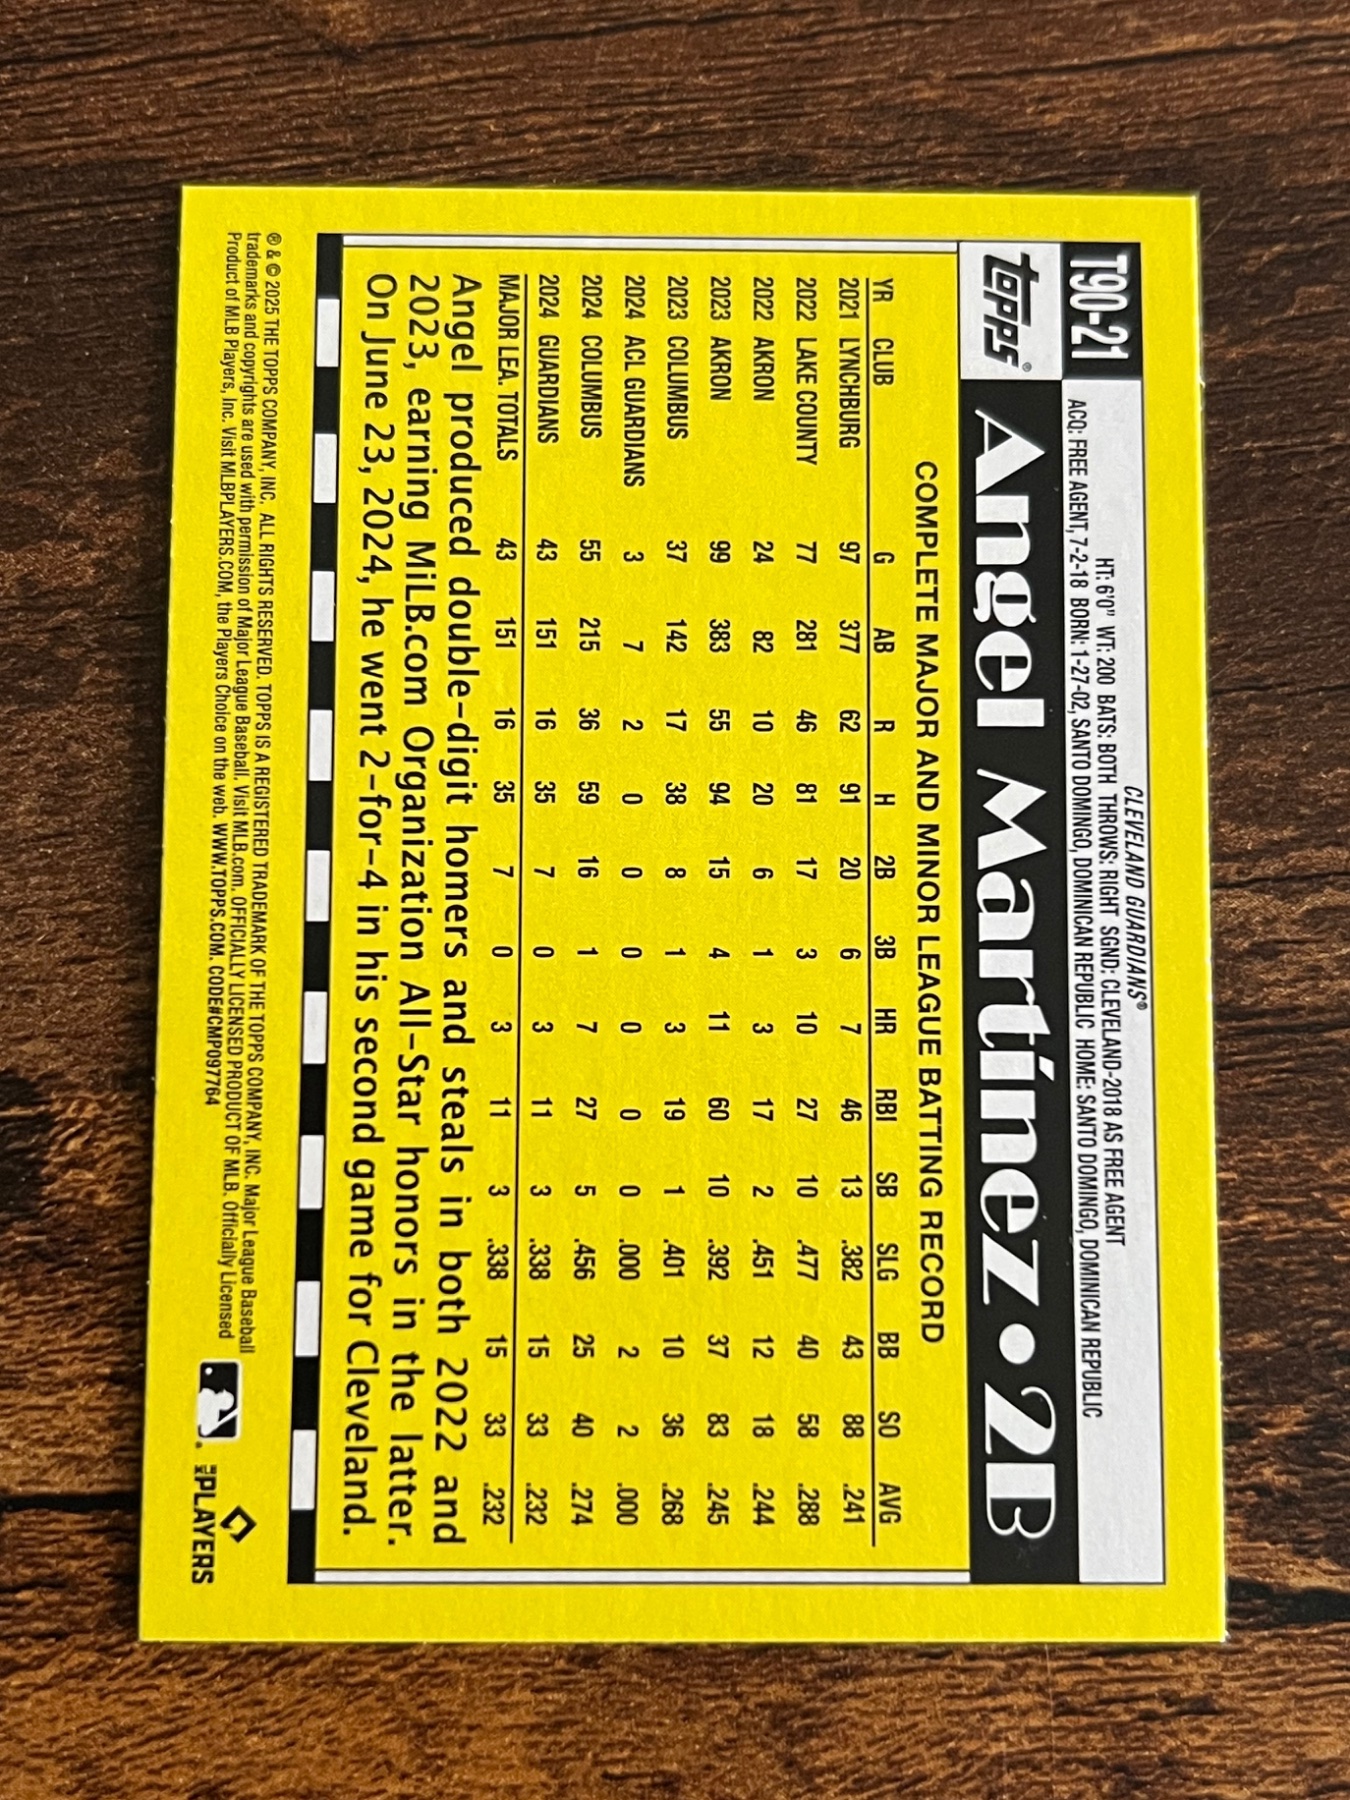 T90-21
CLEVELAND GUARDIANS®
HT: 6'0" WT: 200 BATS: BOTH THROWS: RIGHT SGND: CLEVELAND-2018 AS FREE AGENT
ACQ: FREE AGENT, 7-2-18 BORN: 1-27-02, SANTO DOMINGO, DOMINICAN REPUBLIC HOME: SANTO DOMINGO, DOMINICAN REPUBLIC
topps® Angel Martínez • 2B
COMPLETE MAJOR AND MINOR LEAGUE BATTING RECORD
YR CLUB G AB R H 2B 3B HR RBI SB SLG BB SO AVG
2021 LYNCHBURG 97 377 62 91 20 6 7 46 13 .382 43 88 .241
2022 LAKE COUNTY 77 281 46 81 17 3 10 27 10 .477 40 58 .288
2022 AKRON 24 82 10 20 6 1 3 17 2 .451 12 18 .244
2023 AKRON 99 383 55 94 15 4 11 60 10 .392 37 83 .245
2023 COLUMBUS 37 142 17 38 8 1 3 19 1 .401 10 36 .268
2024 ACL GUARDIANS 3 7 2 0 0 0 0 0 0 .000 2 2 .000
2024 COLUMBUS 55 215 36 59 16 1 7 27 5 .456 25 40 .274
2024 GUARDIANS 43 151 16 35 7 0 3 11 3 .338 15 33 .232
MAJOR LEA. TOTALS 43 151 16 35 7 0 3 11 3 .338 15 33 .232
Angel produced double-digit homers and steals in both 2022 and
2023, earning MiLB.com Organization All-Star honors in the latter.
On June 23, 2024, he went 2-for-4 in his second game for Cleveland.
® & © 2025 THE TOPPS COMPANY, INC. ALL RIGHTS RESERVED. TOPPS IS A REGISTERED TRADEMARK OF THE TOPPS COMPANY, INC. Major League Baseball
trademarks and copyrights are used with permission of Major League Baseball. Visit MLB.com. OFFICIALLY LICENSED PRODUCT OF MLB. Officially Licensed
Product of MLB Players, Inc. Visit MLBPLAYERS.COM, the Players Choice on the web. WWW.TOPPS.COM. CODE#CMP097764
THE PLAYERS